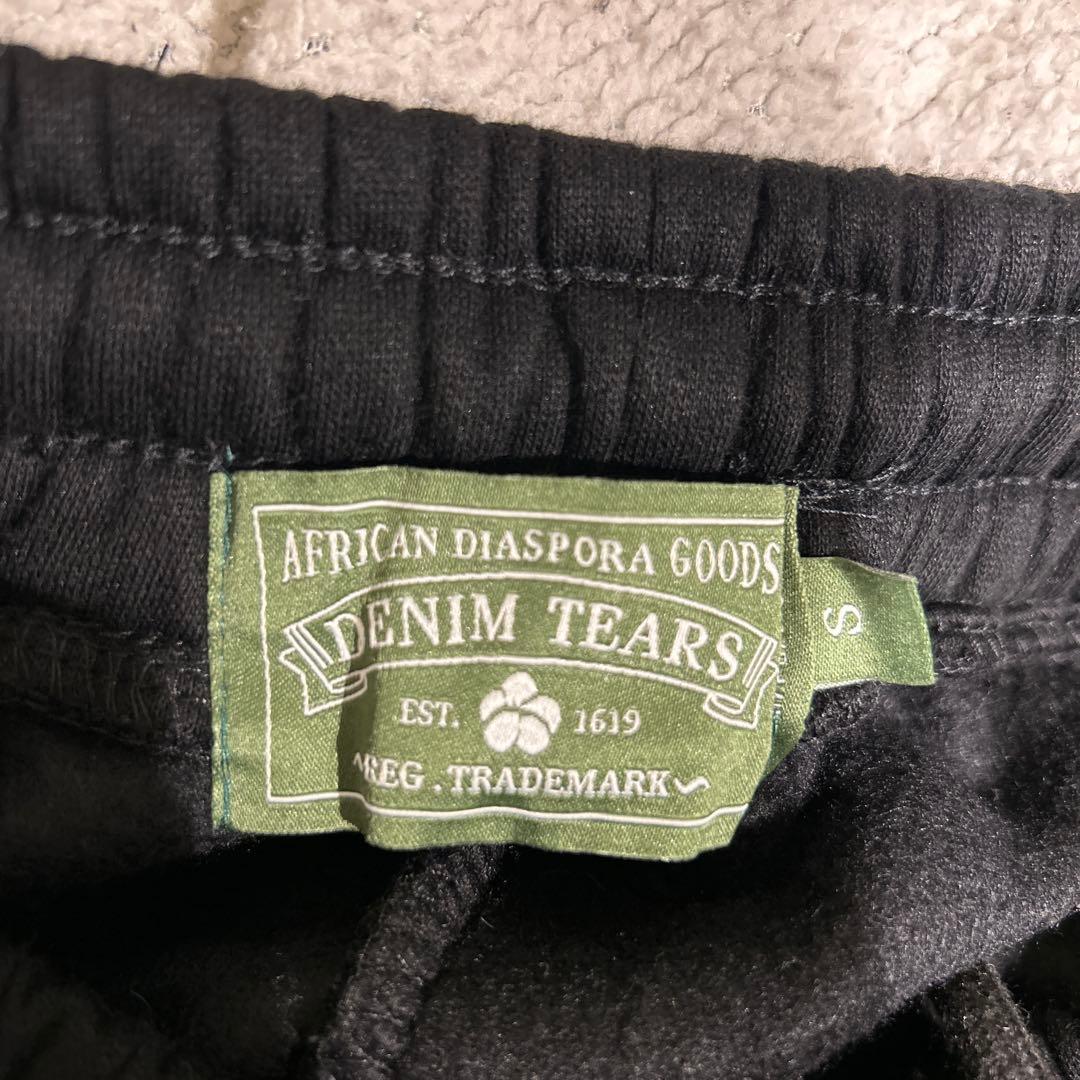 AFRICAN DIASPORA GOODS
DENIM TEARS
EST. 1619
REG . TRADEMARK
S